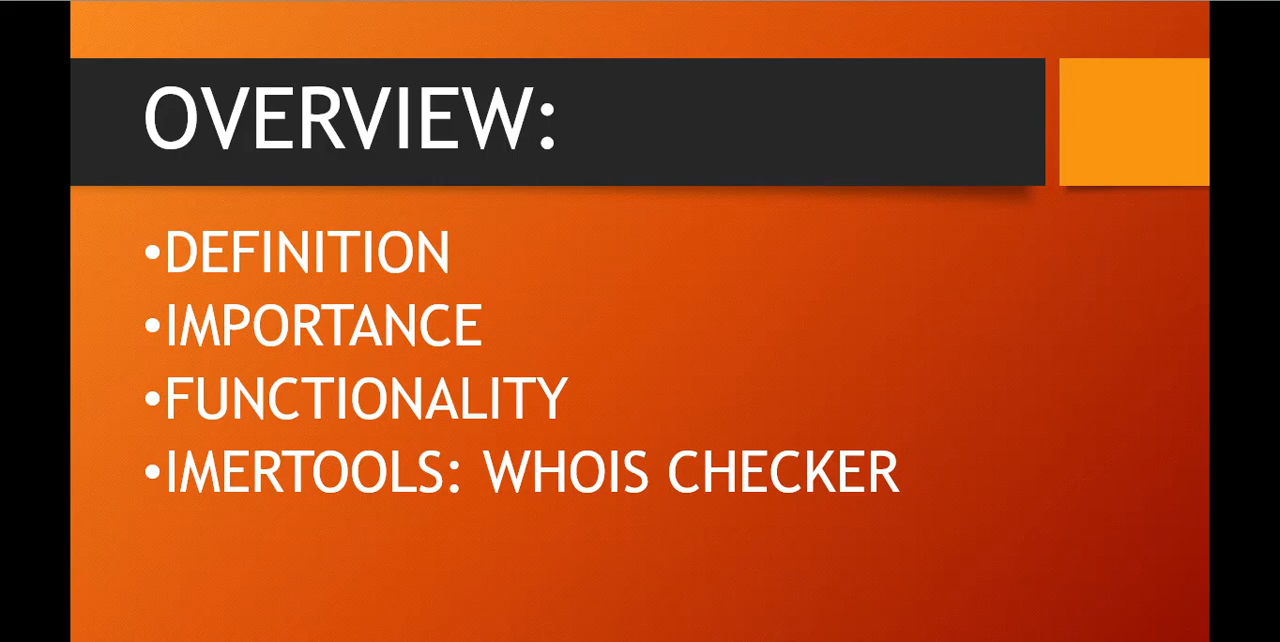 OVERVIEW:
•DEFINITION
•IMPORTANCE
•FUNCTIONALITY
•IMERTOOLS: WHOIS CHECKER